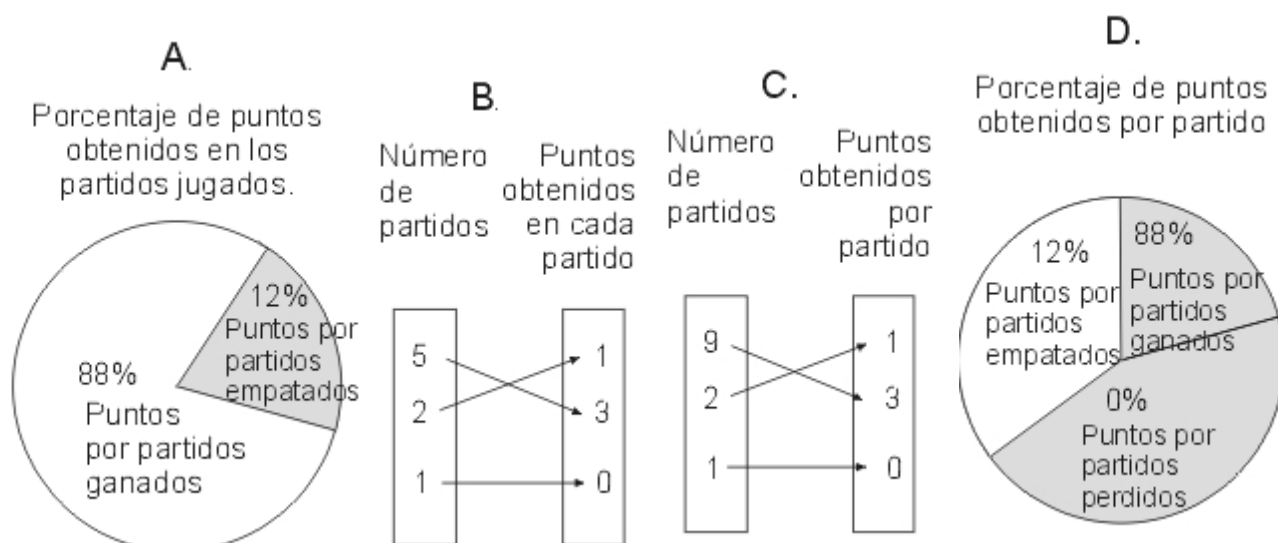 A.
Porcentaje de puntos
obtenidos en los
partidos jugados.
12%
Puntos por
partidos
empatados
88%
Puntos
por partidos
ganados
B.
Número
de
partidos
Puntos
obtenidos
en cada
partido
5
2
1
1
3
0
C.
Número
de
partidos
Puntos
obtenidos
por
partido
9
2
1
1
3
0
D.
Porcentaje de puntos
obtenidos por partido
12%
Puntos por
partidos
empatados
88%
Puntos por
partidos
ganados
0%
Puntos por
partidos
perdidos